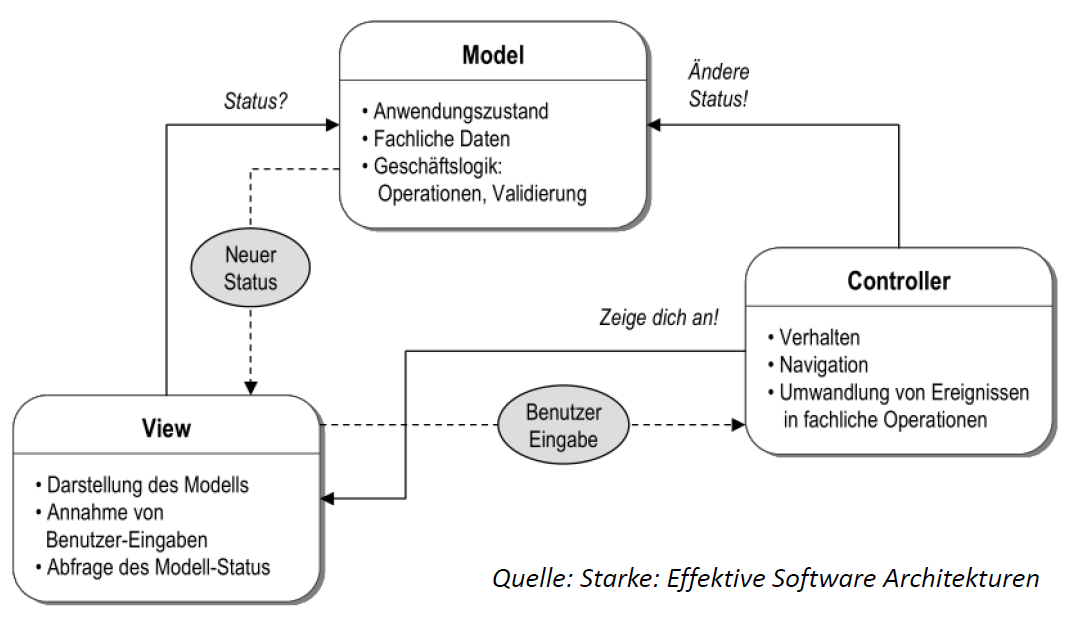 Model
• Anwendungszustand
• Fachliche Daten
• Geschäftslogik:
Operationen, Validierung
Status?
Ändere
Status!
Neuer
Status
Controller
• Verhalten
• Navigation
• Umwandlung von Ereignissen
in fachliche Operationen
Zeige dich an!
Benutzer
Eingabe
View
• Darstellung des Modells
• Annahme von
Benutzer-Eingaben
• Abfrage des Modell-Status
Quelle: Starke: Effektive Software Architekturen